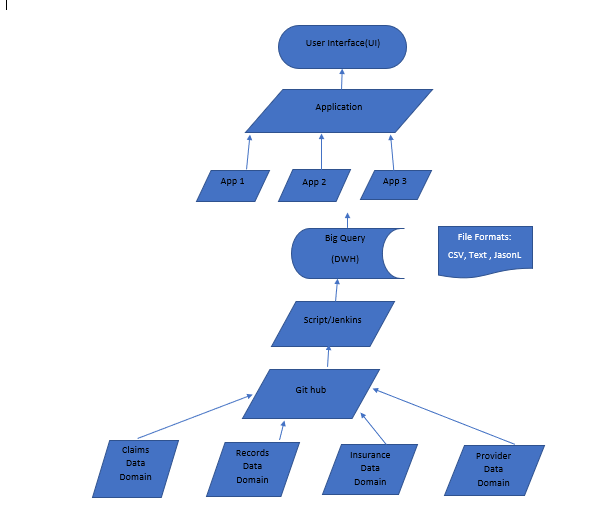 User Interface(UI)
Application
App 1
App 2
App 3
Big Query
(DWH)
File Formats:
CSV, Text , JasonL
Script/Jenkins
Git hub
Claims
Data
Domain
Records
Data
Domain
Insurance
Data
Domain
Provider
Data
Domain